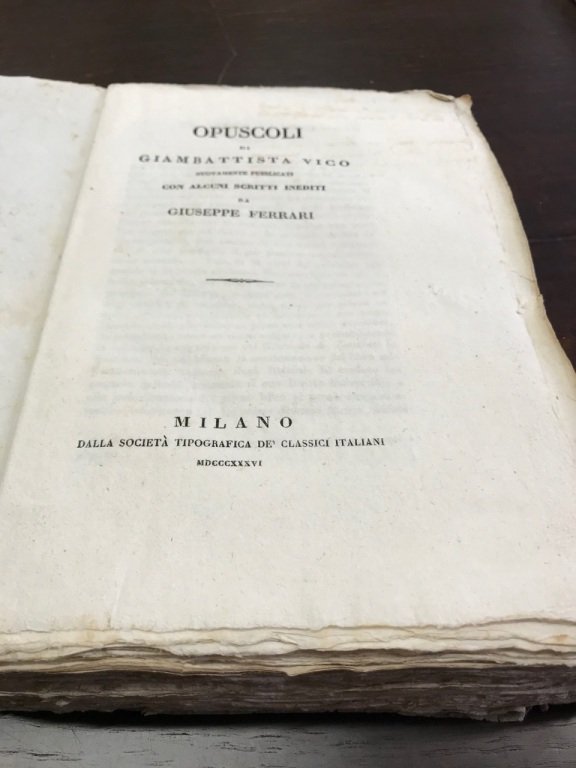 OPUSCOLI
DI
GIAMBATTISTA VICO
NUOVAMENTE PUBBLICATI
CON ALCUNI SCRITTI INEDITI
DA
GIUSEPPE FERRARI
MILANO
DALLA SOCIETÀ TIPOGRAFICA DE' CLASSICI ITALIANI
MDCCCXXXVI